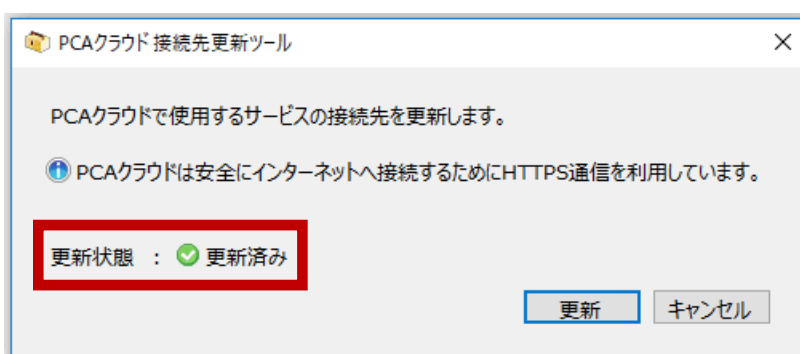 PCAクラウド 接続先更新ツール
PCAクラウドで使用するサービスの接続先を更新します。
PCAクラウドは安全にインターネットへ接続するためにHTTPS通信を利用しています。
更新状態 : 更新済み
更新 キャンセル